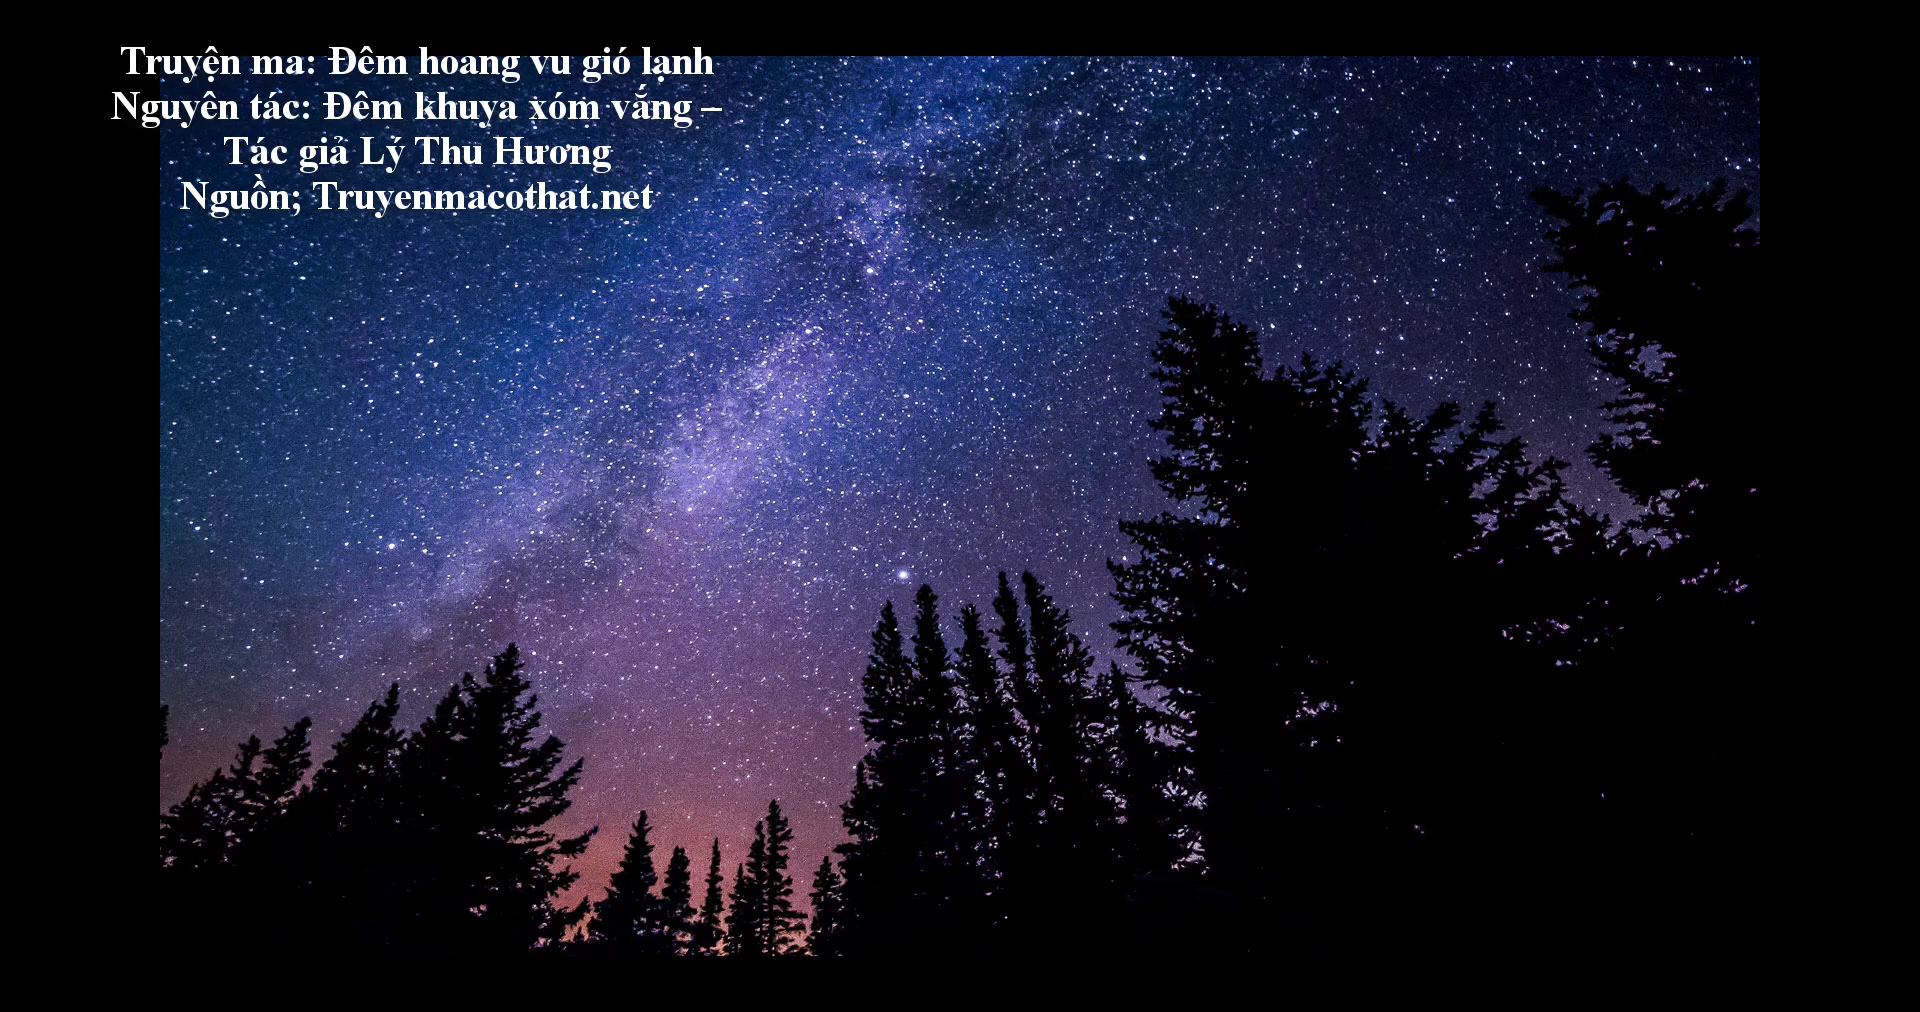 Truyện ma: Đêm hoang vu gió lạnh
Nguyên tác: Đêm khuya xóm vắng –
Tác giả Lý Thu Hương
Nguồn; Truyenmacothat.net